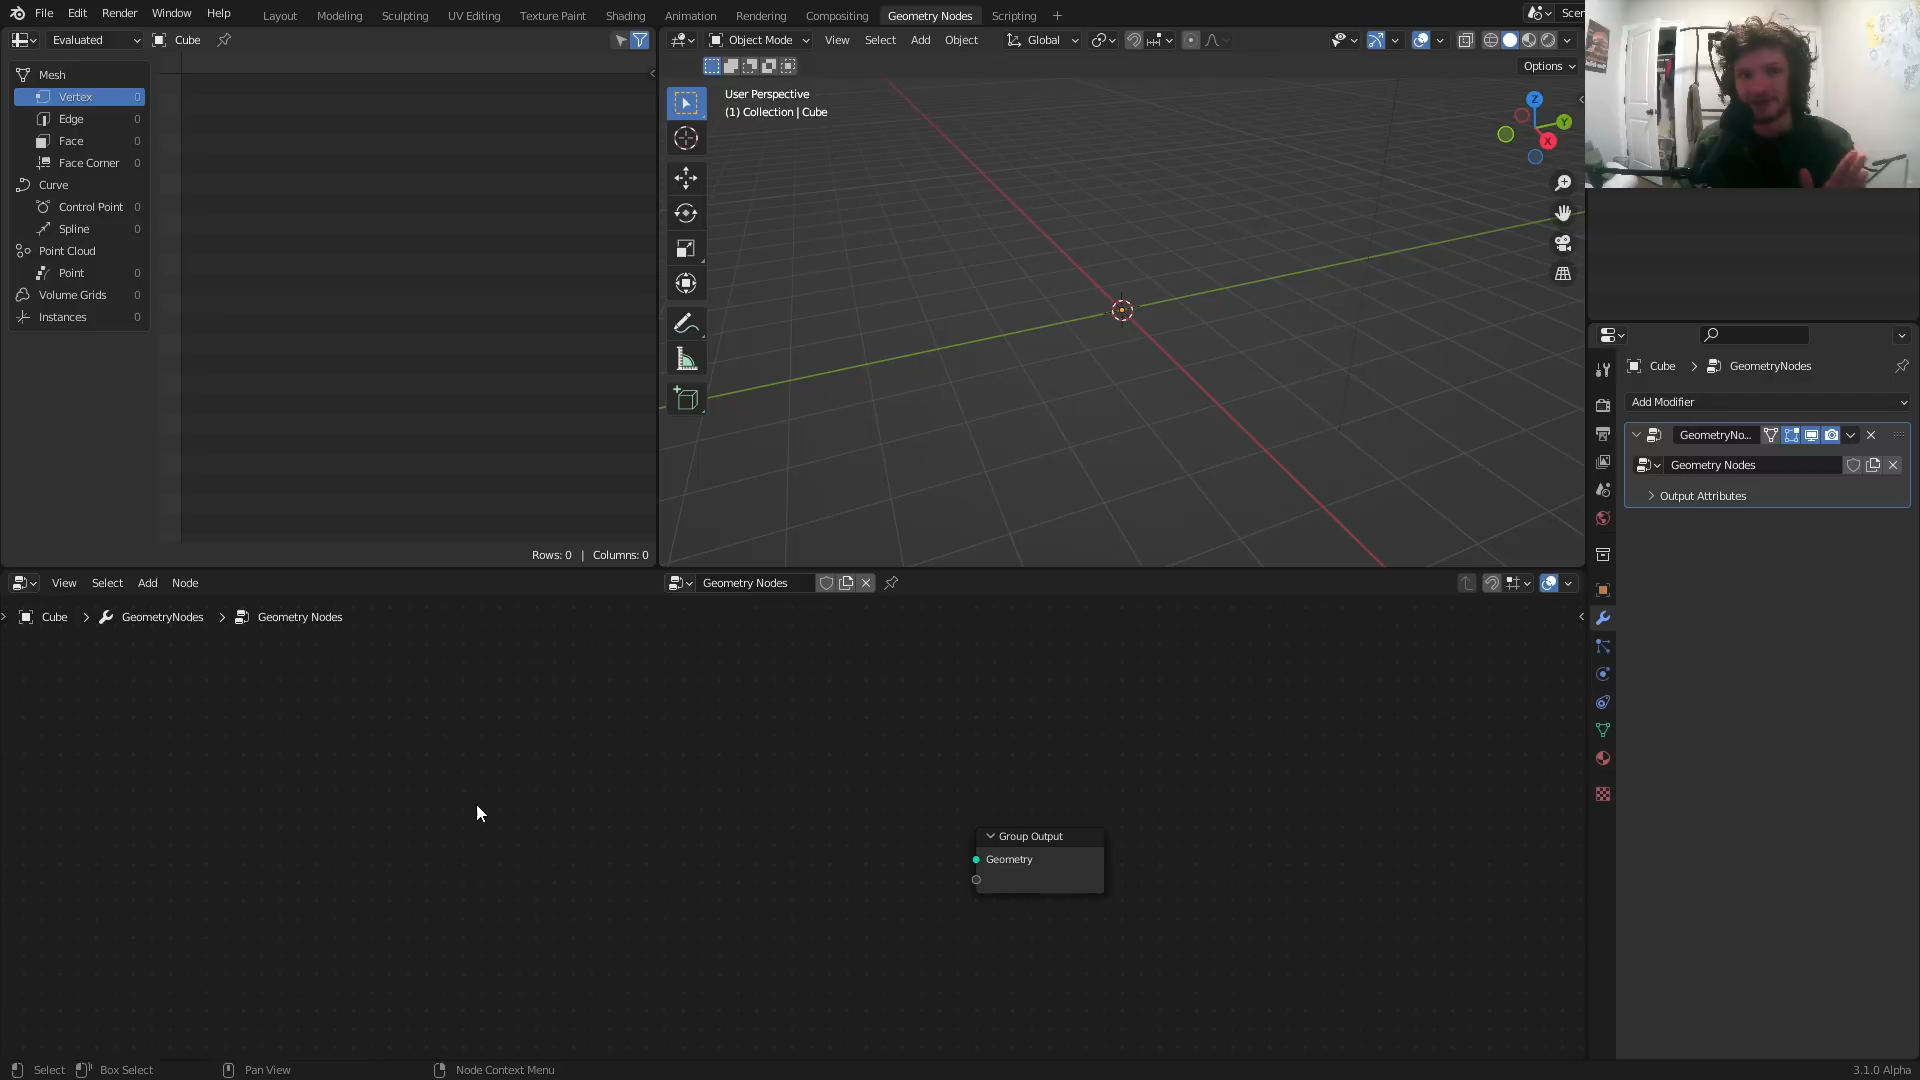 File Edit Render Window Help
Layout Modeling Sculpting UV Editing Texture Paint Shading Animation Rendering Compositing Geometry Nodes Scripting +
Scen
Evaluated Cube
Mesh
Vertex 0
Edge 0
Face 0
Face Corner 0
Curve
Control Point 0
Spline 0
Point Cloud
Point 0
Volume Grids 0
Instances 0
Rows: 0 | Columns: 0
Object Mode View Select Add Object Global
Options
User Perspective
(1) Collection | Cube
Z
Y
X
Cube > GeometryNodes
Add Modifier
GeometryNo...
Geometry Nodes
Output Attributes
View Select Add Node
Geometry Nodes
Cube > GeometryNodes > Geometry Nodes
Group Output
Geometry
Select Box Select Pan View Node Context Menu
3.1.0 Alpha